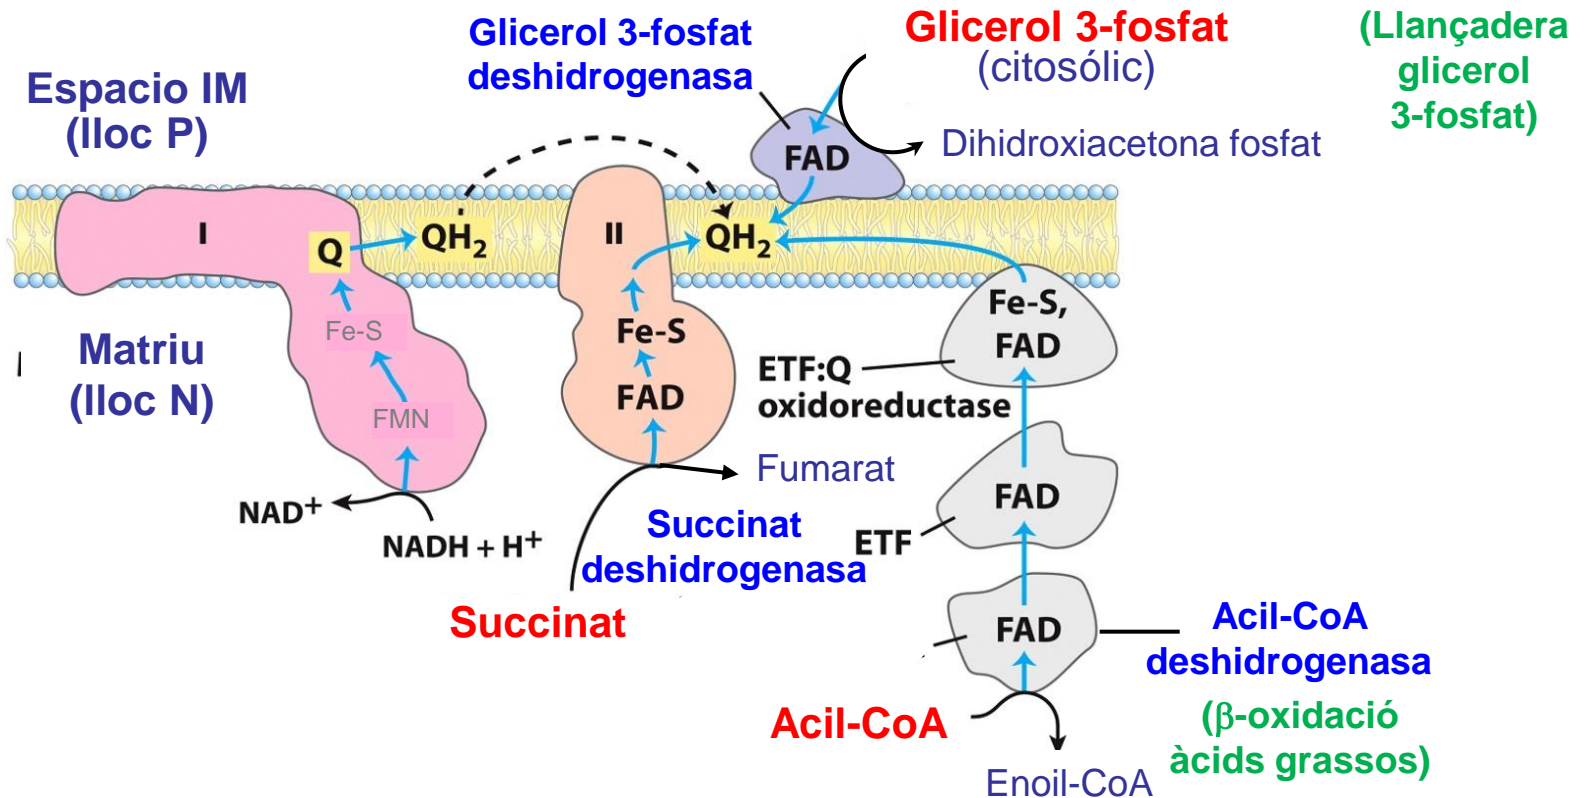 Glicerol 3-fosfat
deshidrogenasa
Glicerol 3-fosfat
(citosólic)
(Llançadera
glicerol
3-fosfat)
Espacio IM
(lloc P)
Dihidroxiacetona fosfat
FAD
I
Q
QH₂
II
QH₂
Fe-S
FMN
Matriu
(lloc N)
Fe-S
FAD
Fe-S,
FAD
ETF:Q
oxidoreductase
NAD⁺
NADH + H⁺
Fumarat
Succinat
deshidrogenasa
Succinat
FAD
ETF
FAD
Acil-CoA
deshidrogenasa
(β-oxidació
àcids grassos)
Acil-CoA
Enoil-CoA